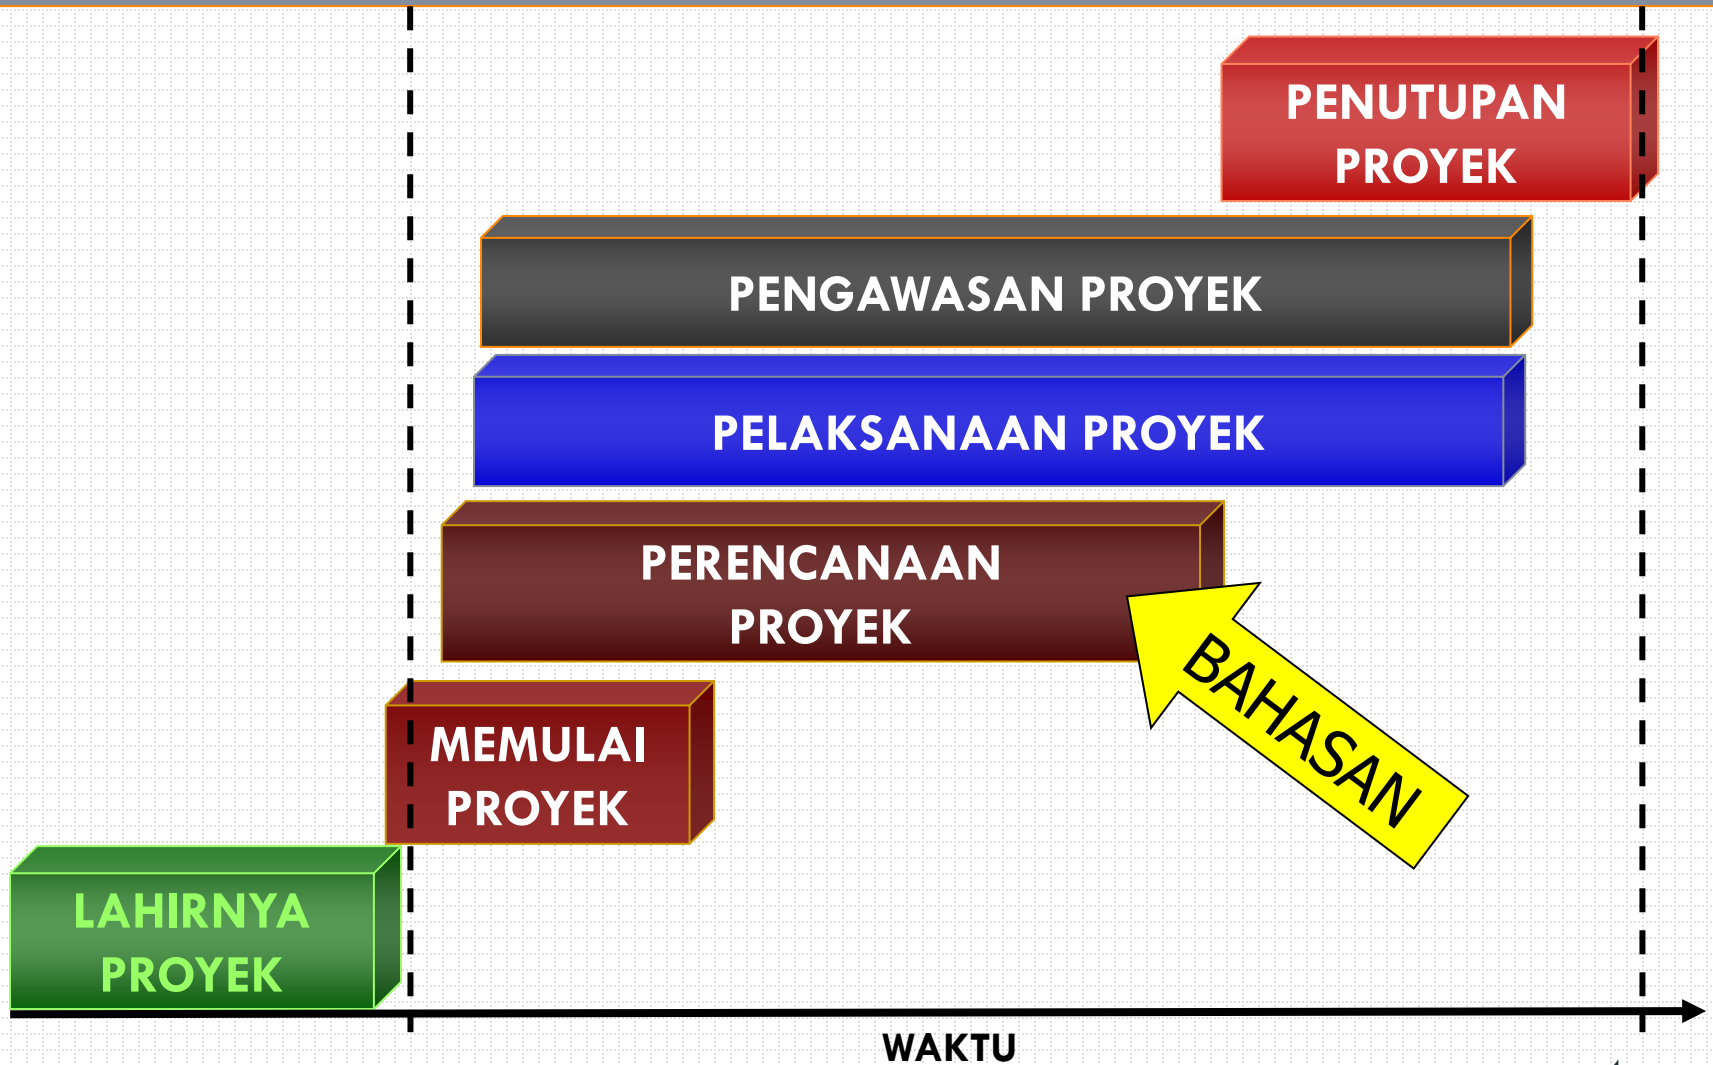 PENUTUPAN
PROYEK
PENGAWASAN PROYEK
PELAKSANAAN PROYEK
PERENCANAAN
PROYEK
BAHASAN
MEMULAI
PROYEK
LAHIRNYA
PROYEK
WAKTU